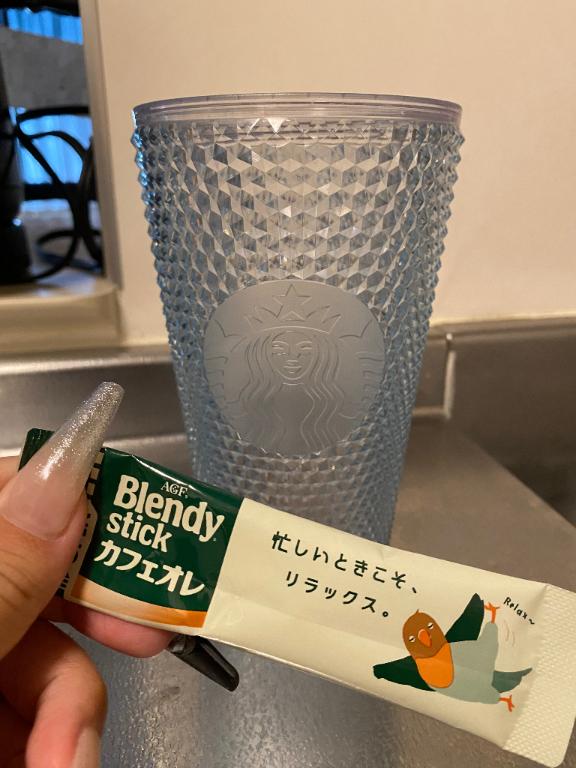 AGF
Blendy
stick
カフェオレ
忙しいときこそ、
リラックス。
Relax~